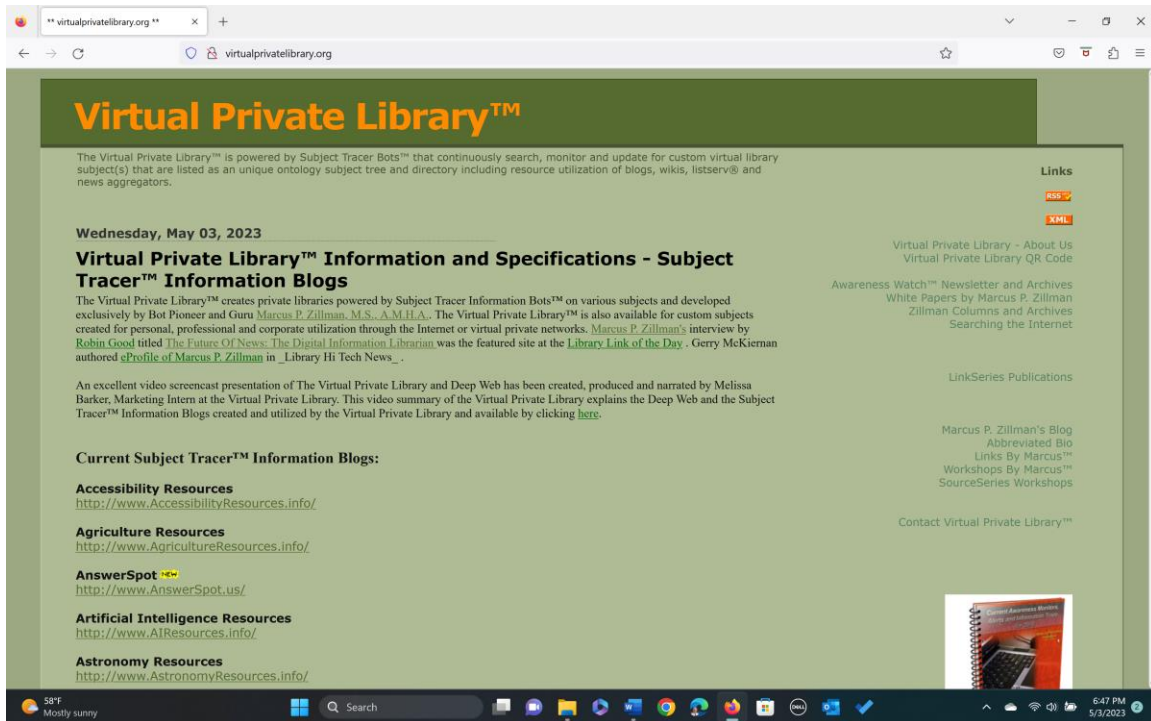 ** virtualprivatelibrary.org **
virtualprivatelibrary.org
Virtual Private Library™
The Virtual Private Library™ is powered by Subject Tracer Bots™ that continuously search, monitor and update for custom virtual library
subject(s) that are listed as an unique ontology subject tree and directory including resource utilization of blogs, wikis, listserv® and
news aggregators.
Wednesday, May 03, 2023
Virtual Private Library™ Information and Specifications - Subject
Tracer™ Information Blogs
The Virtual Private Library™ creates private libraries powered by Subject Tracer Information Bots™ on various subjects and developed
exclusively by Bot Pioneer and Guru Marcus P. Zillman, M.S., A.M.H.A.. The Virtual Private Library™ is also available for custom subjects
created for personal, professional and corporate utilization through the Internet or virtual private networks. Marcus P. Zillman's interview by
Robin Good titled The Future Of News: The Digital Information Librarian was the featured site at the Library Link of the Day . Gerry McKiernan
authored eProfile of Marcus P. Zillman in _Library Hi Tech News_ .
An excellent video screencast presentation of The Virtual Private Library and Deep Web has been created, produced and narrated by Melissa
Barker, Marketing Intern at the Virtual Private Library. This video summary of the Virtual Private Library explains the Deep Web and the Subject
Tracer™ Information Blogs created and utilized by the Virtual Private Library and available by clicking here.
Current Subject Tracer™ Information Blogs:
Accessibility Resources
http://www.AccessibilityResources.info/
Agriculture Resources
http://www.AgricultureResources.info/
AnswerSpot NEW
http://www.AnswerSpot.us/
Artificial Intelligence Resources
http://www.AIResources.info/
Astronomy Resources
http://www.AstronomyResources.info/
Links
RSS
XML
Virtual Private Library - About Us
Virtual Private Library QR Code
Awareness Watch™ Newsletter and Archives
White Papers by Marcus P. Zillman
Zillman Columns and Archives
Searching the Internet
LinkSeries Publications
Marcus P. Zillman's Blog
Abbreviated Bio
Links By Marcus™
Workshops By Marcus™
SourceSeries Workshops
Contact Virtual Private Library™
Current Awareness Monitors,
58°F
Mostly sunny
Search
DELL
6:47 PM
5/3/2023
2